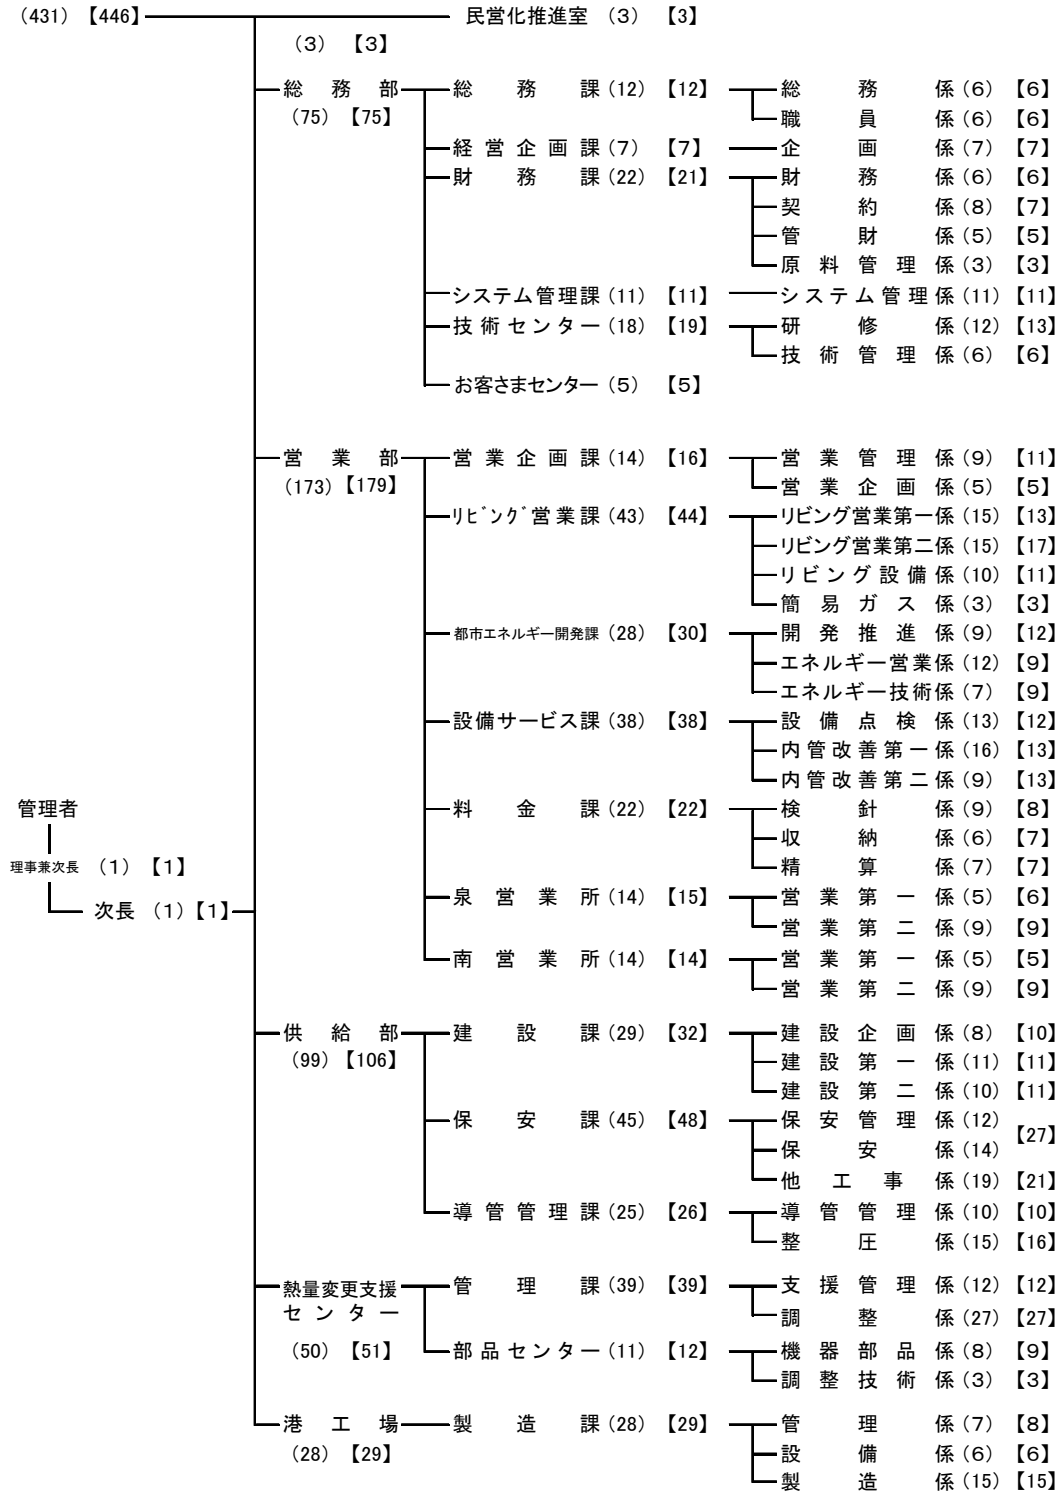 (431) 【446】 民営化推進室 (3) 【3】
(3) 【3】
総務部 総務課 (12) 【12】 総務係 (6) 【6】
(75) 【75】 職員係 (6) 【6】
経営企画課 (7) 【7】 企画係 (7) 【7】
財務課 (22) 【21】 財務係 (6) 【6】
契約係 (8) 【7】
管財係 (5) 【5】
原料管理係 (3) 【3】
システム管理課 (11) 【11】 システム管理係 (11) 【11】
技術センター (18) 【19】 研修係 (12) 【13】
技術管理係 (6) 【6】
お客さまセンター (5) 【5】
営業部 営業企画課 (14) 【16】 営業管理係 (9) 【11】
(173) 【179】 営業企画係 (5) 【5】
リビング営業課 (43) 【44】 リビング営業第一係 (15) 【13】
リビング営業第二係 (15) 【17】
リビング設備係 (10) 【11】
簡易ガス係 (3) 【3】
都市エネルギー開発課 (28) 【30】 開発推進係 (9) 【12】
エネルギー営業係 (12) 【9】
エネルギー技術係 (7) 【9】
設備サービス課 (38) 【38】 設備点検係 (13) 【12】
内管改善第一係 (16) 【13】
内管改善第二係 (9) 【13】
管理者 料金課 (22) 【22】 検針係 (9) 【8】
収納係 (6) 【7】
理事兼次長 (1) 【1】 精算係 (7) 【7】
泉営業所 (14) 【15】 営業第一係 (5) 【6】
次長 (1) 【1】 営業第二係 (9) 【9】
南営業所 (14) 【14】 営業第一係 (5) 【5】
営業第二係 (9) 【9】
供給部 建設課 (29) 【32】 建設企画係 (8) 【10】
(99) 【106】 建設第一係 (11) 【11】
建設第二係 (10) 【11】
保安課 (45) 【48】 保安管理係 (12)
【27】
保安係 (14)
他工事係 (19) 【21】
導管管理課 (25) 【26】 導管管理係 (10) 【10】
整圧係 (15) 【16】
熱量変更支援 管理課 (39) 【39】 支援管理係 (12) 【12】
センター 調整係 (27) 【27】
(50) 【51】 部品センター (11) 【12】 機器部品係 (8) 【9】
調整技術係 (3) 【3】
港工場 製造課 (28) 【29】 管理係 (7) 【8】
(28) 【29】 設備係 (6) 【6】
製造係 (15) 【15】